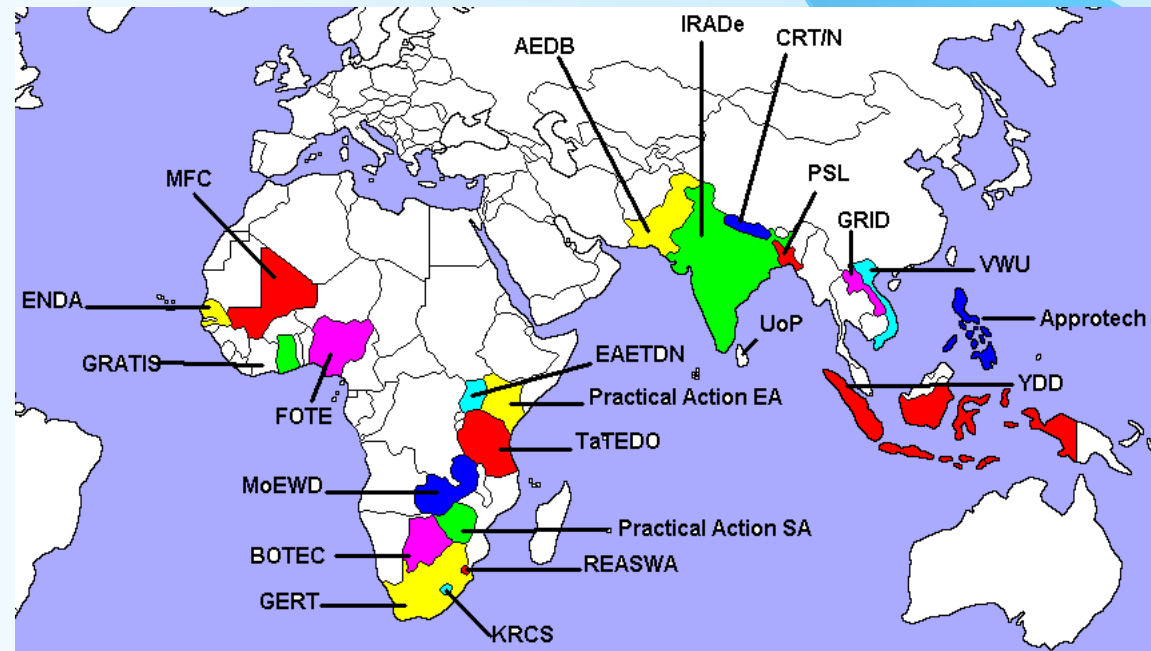 IRADe
AEDB
CRT/N
MFC
PSL
GRID
VWU
ENDA
UoP
Approtech
GRATIS
EAETDN
YDD
FOTE
Practical Action EA
TaTEDO
MoEWD
Practical Action SA
BOTEC
REASWA
GERT
KRCS